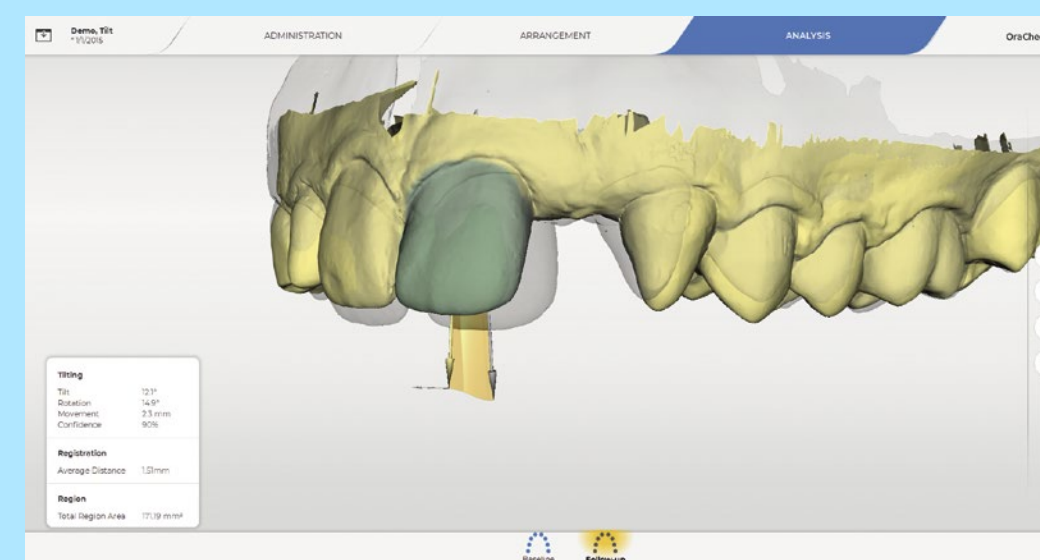 Demo, Tilt
* 1/1/2015
ADMINISTRATION
ARRANGEMENT
ANALYSIS
OraChe
Tilting
Tilt 12.1°
Rotation 14.9°
Movement 2.3 mm
Confidence 90%
Registration
Average Distance 1.51mm
Region
Total Region Area 171.19 mm²
Baseline
Follow-up